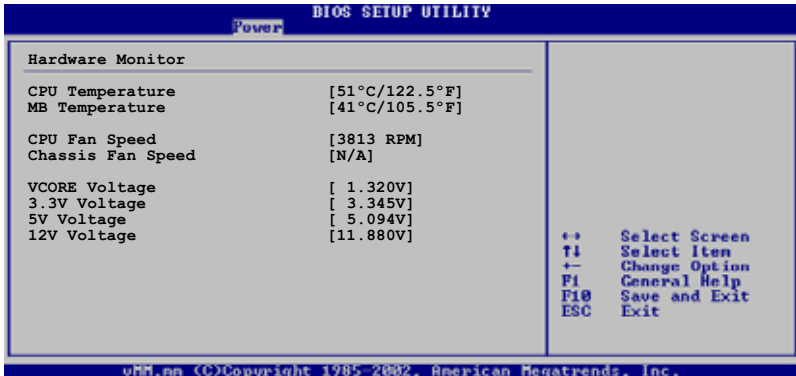 BIOS SETUP UTILITY
Power
Hardware Monitor
CPU Temperature [51°C/122.5°F]
MB Temperature [41°C/105.5°F]
CPU Fan Speed [3813 RPM]
Chassis Fan Speed [N/A]
VCORE Voltage [ 1.320V]
3.3V Voltage [ 3.345V]
5V Voltage [ 5.094V]
12V Voltage [11.880V]
↔ Select Screen
↑↓ Select Item
+- Change Option
F1 General Help
F10 Save and Exit
ESC Exit
vMM.mm (C)Copyright 1985-2002, American Megatrends, Inc.